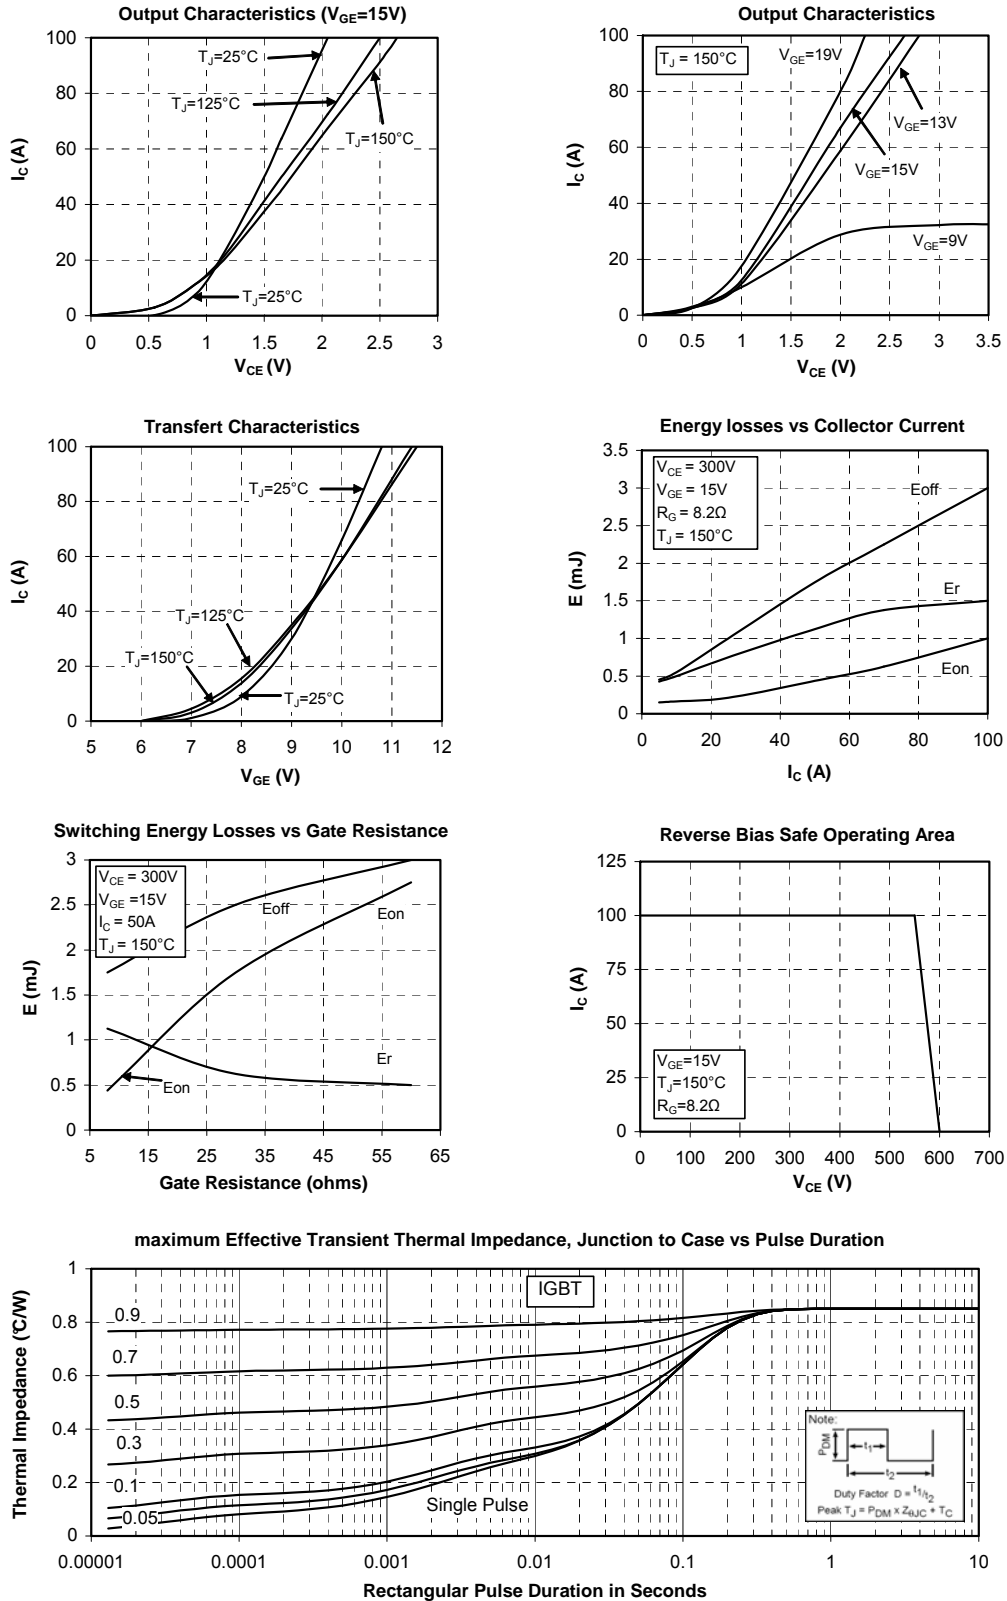 Output Characteristics (VGE=15V)
100
80
60
40
20
0
IC (A)
TJ=25°C
TJ=125°C
TJ=150°C
TJ=25°C
0 0.5 1 1.5 2 2.5 3
VCE (V)
Output Characteristics
100
80
60
40
20
0
IC (A)
TJ = 150°C
VGE=19V
VGE=13V
VGE=15V
VGE=9V
0 0.5 1 1.5 2 2.5 3 3.5
VCE (V)
Transfert Characteristics
100
80
60
40
20
0
IC (A)
TJ=25°C
TJ=125°C
TJ=150°C
TJ=25°C
5 6 7 8 9 10 11 12
VGE (V)
Energy losses vs Collector Current
3.5
3
2.5
2
1.5
1
0.5
0
E (mJ)
VCE = 300V
VGE = 15V
RG = 8.2Ω
TJ = 150°C
Eoff
Er
Eon
0 20 40 60 80 100
IC (A)
Switching Energy Losses vs Gate Resistance
3
2.5
2
1.5
1
0.5
0
E (mJ)
VCE = 300V
VGE =15V
IC = 50A
TJ = 150°C
Eoff
Eon
Er
Eon
5 15 25 35 45 55 65
Gate Resistance (ohms)
Reverse Bias Safe Operating Area
125
100
75
50
25
0
IC (A)
VGE=15V
TJ=150°C
RG=8.2Ω
0 100 200 300 400 500 600 700
VCE (V)
maximum Effective Transient Thermal Impedance, Junction to Case vs Pulse Duration
1
0.8
0.6
0.4
0.2
0
Thermal Impedance (°C/W)
IGBT
0.9
0.7
0.5
0.3
0.1
0.05
Single Pulse
Note:
PDM
t1
t2
Duty Factor D = t1/t2
Peak TJ = PDM x ZθJC + TC
0.00001 0.0001 0.001 0.01 0.1 1 10
Rectangular Pulse Duration in Seconds